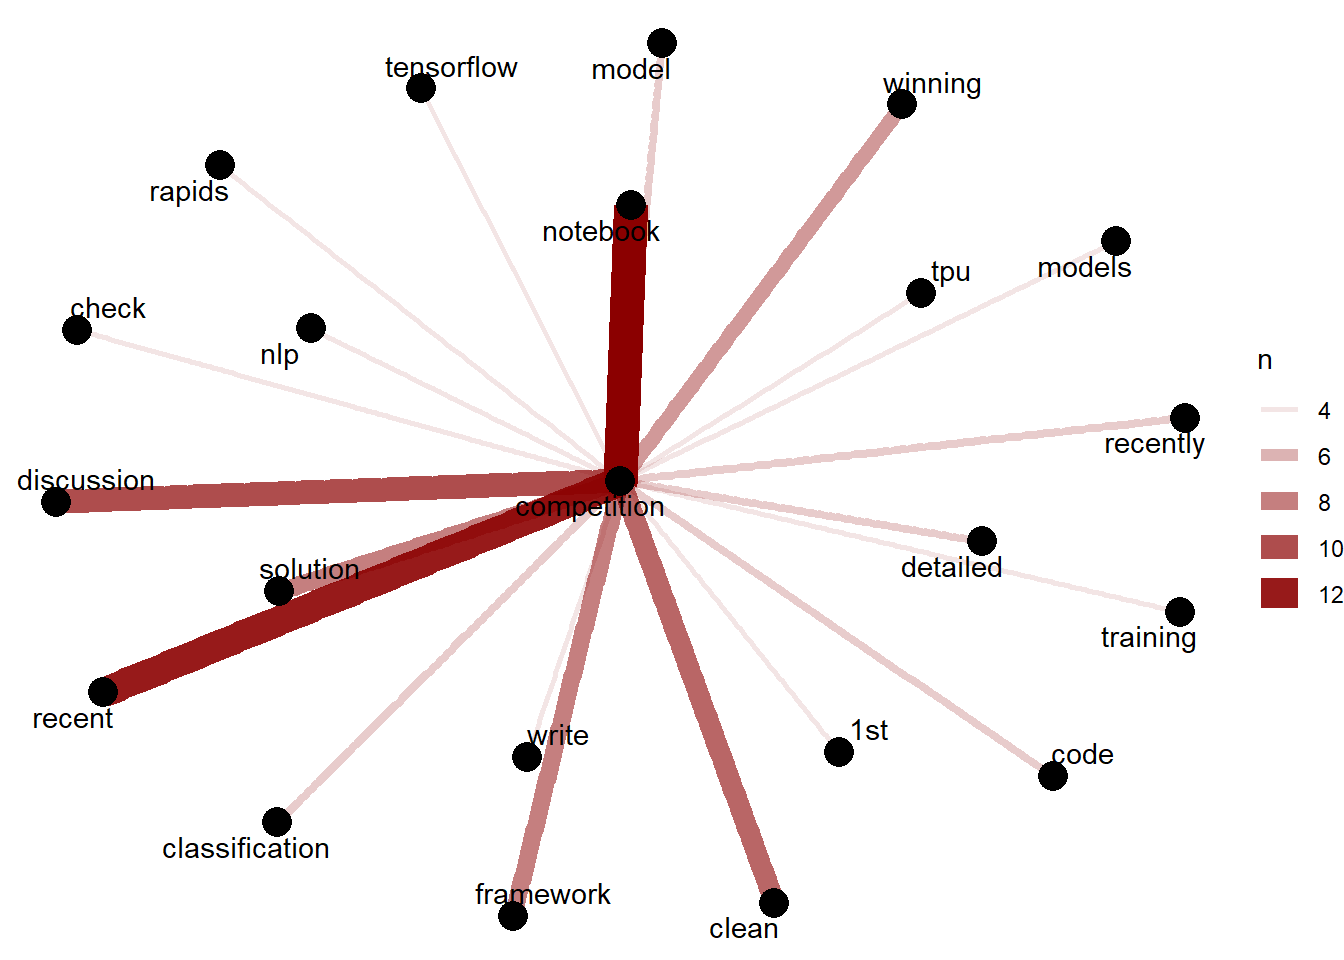 tensorflow
model
winning
rapids
notebook
models
tpu
check
nlp
n
4
recently
6
discussion
8
competition
10
solution
detailed
12
training
recent
write
1st
code
classification
framework
clean